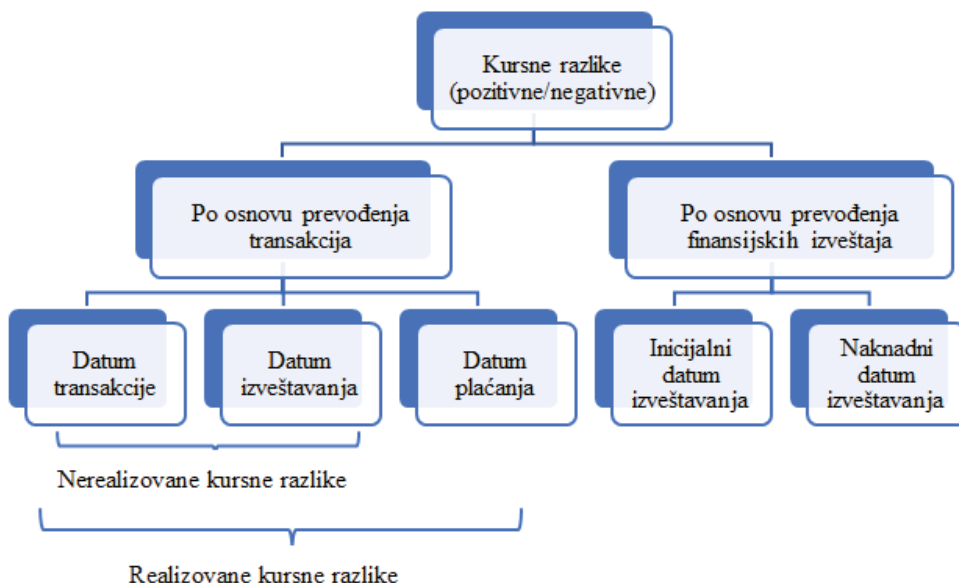 Kursne razlike
(pozitivne/negativne)
Po osnovu prevođenja
transakcija
Po osnovu prevođenja
finansijskih izveštaja
Datum
transakcije
Datum
izveštavanja
Datum
plaćanja
Inicijalni
datum
izveštavanja
Naknadni
datum
izveštavanja
Nerealizovane kursne razlike
Realizovane kursne razlike